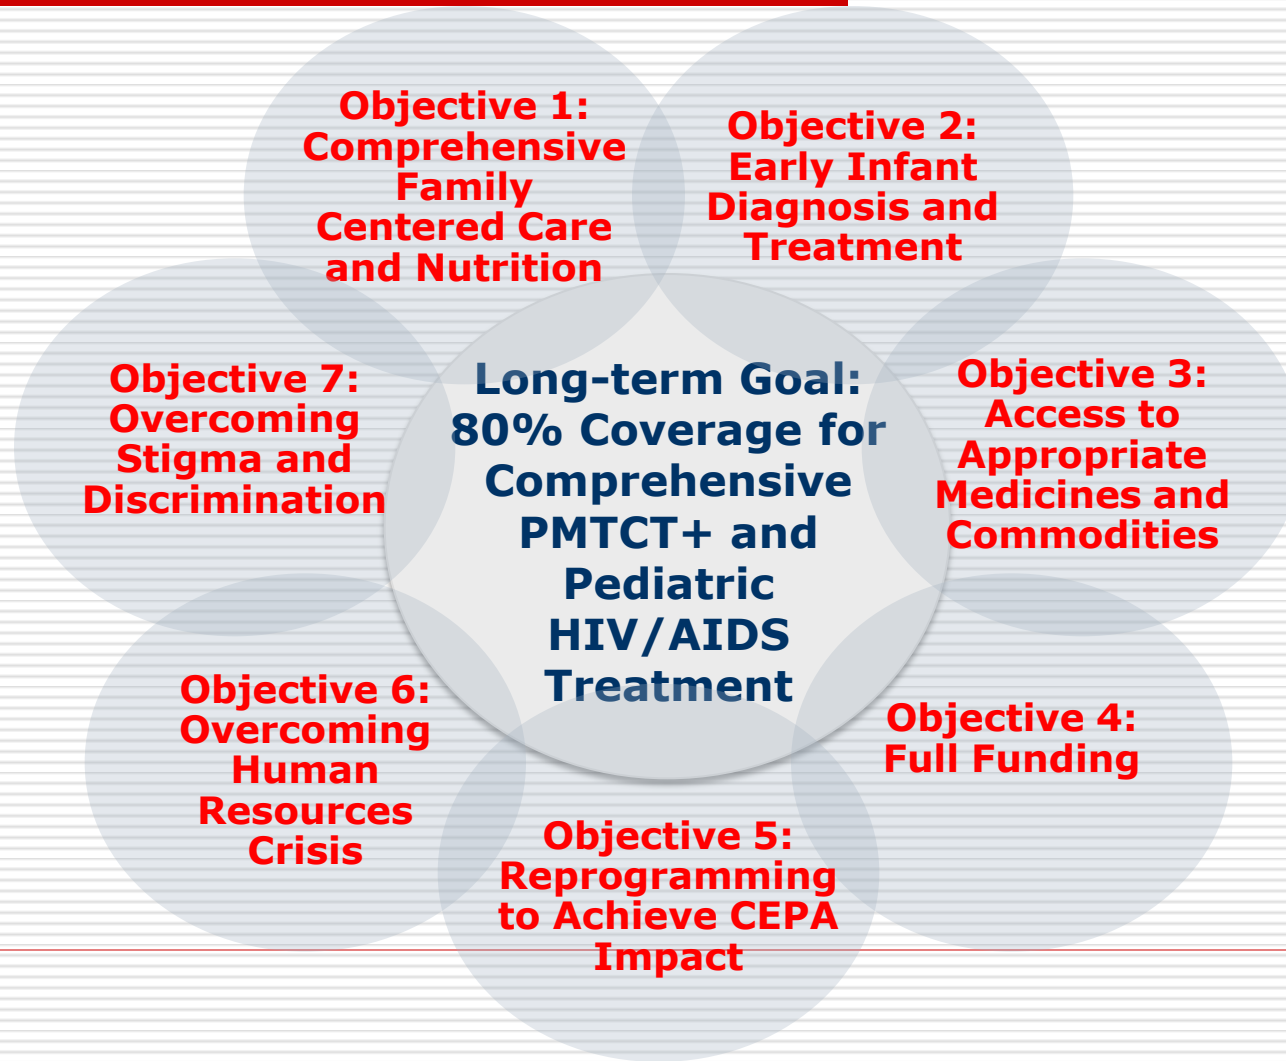 Objective 1:
Comprehensive
Family
Centered Care
and Nutrition
Objective 2:
Early Infant
Diagnosis and
Treatment
Objective 3:
Access to
Appropriate
Medicines and
Commodities
Objective 4:
Full Funding
Objective 5:
Reprogramming
to Achieve CEPA
Impact
Objective 6:
Overcoming
Human
Resources
Crisis
Objective 7:
Overcoming
Stigma and
Discrimination
Long-term Goal:
80% Coverage for
Comprehensive
PMTCT+ and
Pediatric
HIV/AIDS
Treatment